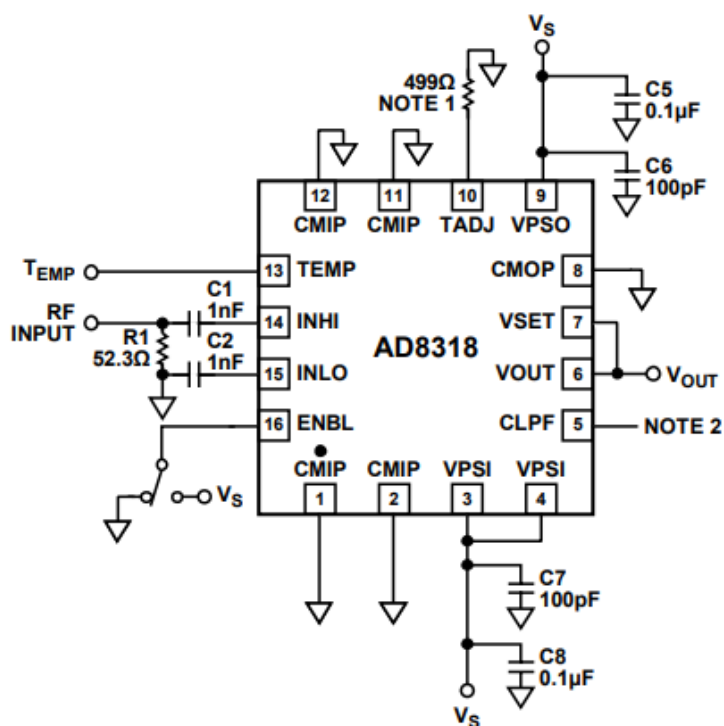 VS
499Ω
NOTE 1
C5
0.1µF
C6
100pF
12
11
10
9
CMIP
CMIP
TADJ
VPSO
TEMP
13
TEMP
CMOP
8
RF
INPUT
C1
1nF
14
INHI
VSET
7
R1
52.3Ω
C2
1nF
AD8318
15
INLO
VOUT
6
VOUT
16
ENBL
CLPF
5
NOTE 2
VS
CMIP
CMIP
VPSI
VPSI
1
2
3
4
C7
100pF
C8
0.1µF
VS